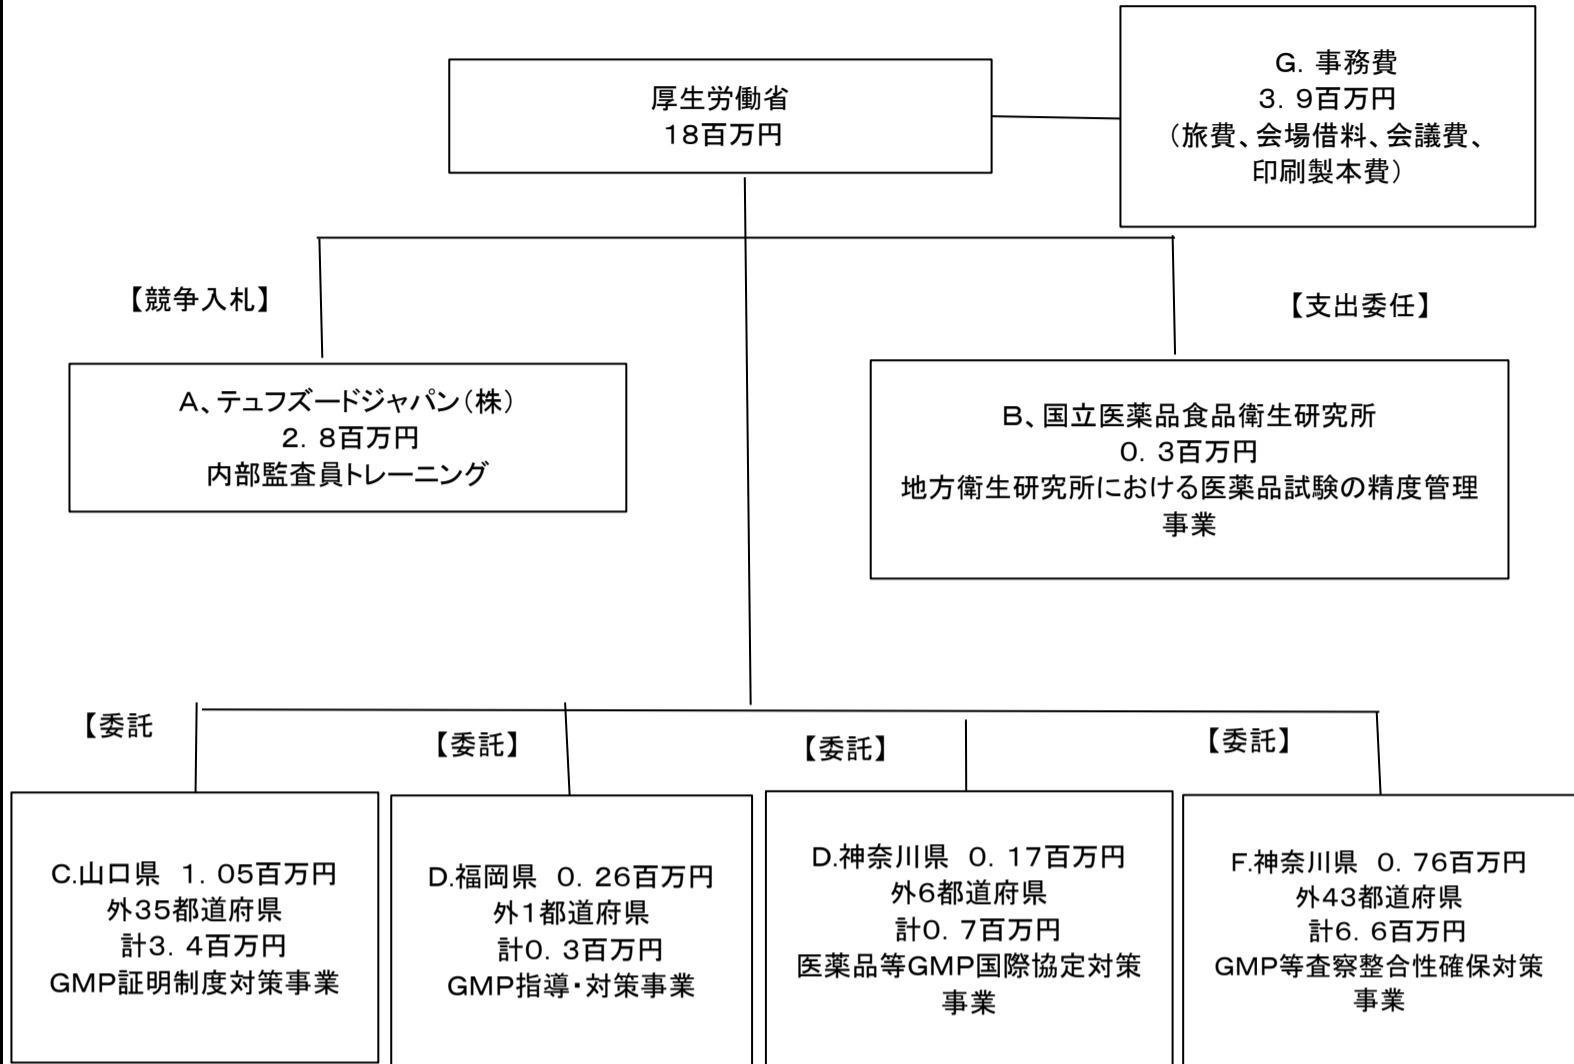 厚生労働省
18百万円
G. 事務費
3. 9百万円
(旅費、会場借料、会議費、
印刷製本費)
【競争入札】
【支出委任】
A、テュフズードジャパン(株)
2. 8百万円
内部監査員トレーニング
B、国立医薬品食品衛生研究所
0. 3百万円
地方衛生研究所における医薬品試験の精度管理
事業
【委託
【委託】
【委託】
【委託】
C.山口県 1. 05百万円
外35都道府県
計3. 4百万円
GMP証明制度対策事業
D.福岡県 0. 26百万円
外1都道府県
計0. 3百万円
GMP指導・対策事業
D.神奈川県 0. 17百万円
外6都道府県
計0. 7百万円
医薬品等GMP国際協定対策
事業
F.神奈川県 0. 76百万円
外43都道府県
計6. 6百万円
GMP等査察整合性確保対策
事業